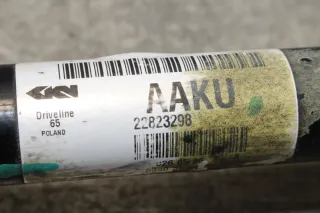 GKN
AAKU
Driveline
65
POLAND
22823298